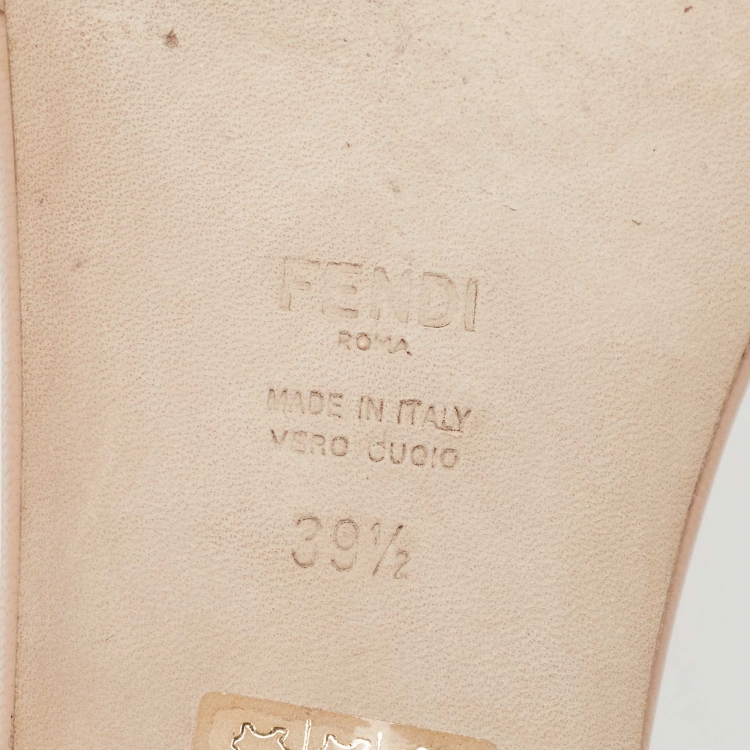 FENDI
ROMA
MADE IN ITALY
VERO CUOIO
39½